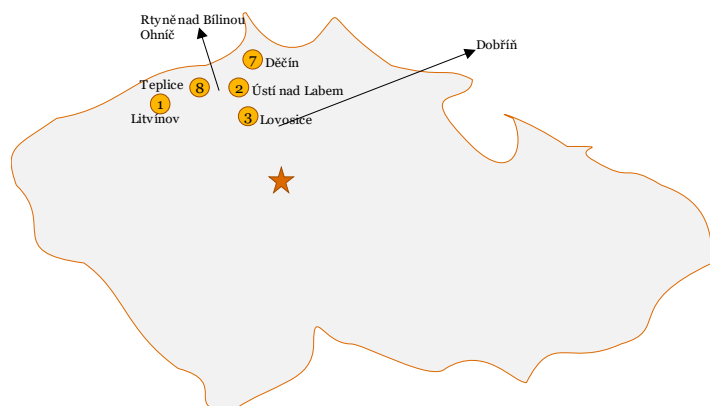 Rtyně nad Bílinou
Ohníč
Dobříň
7 Děčín
Teplice 8
2 Ústí nad Labem
1
Litvínov
3 Lovosice